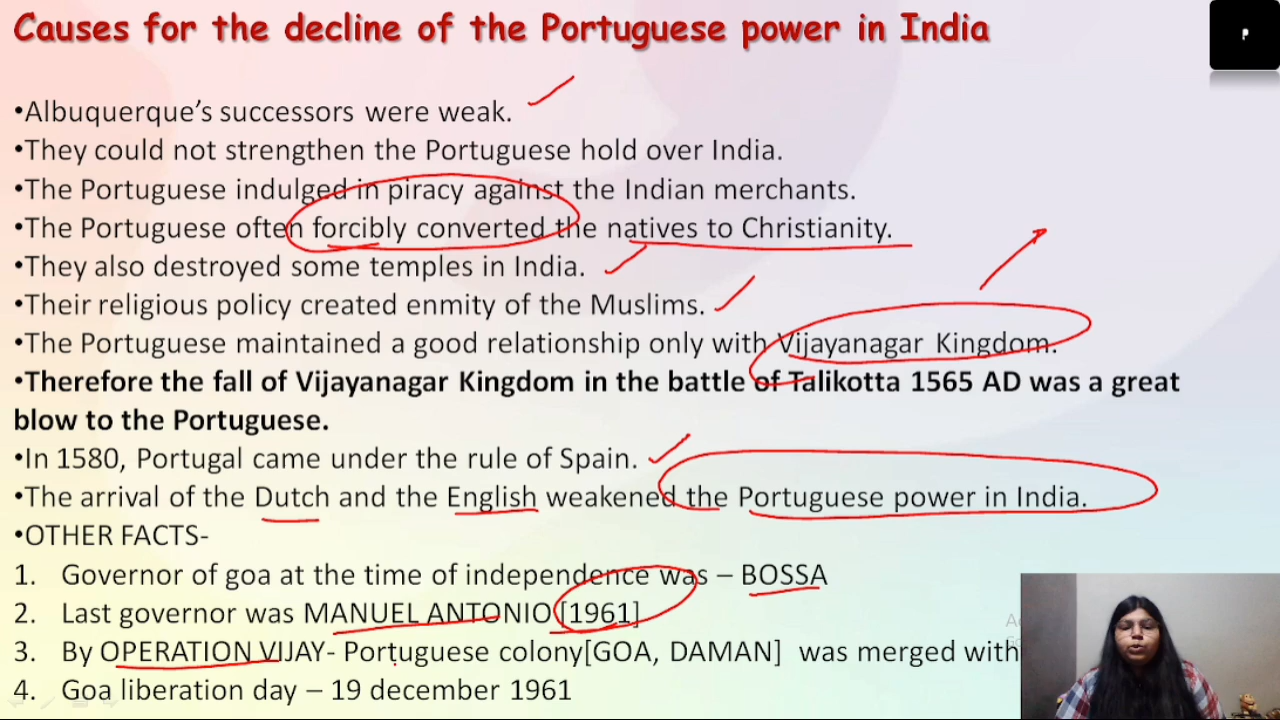 Causes for the decline of the Portuguese power in India
•Albuquerque's successors were weak.
•They could not strengthen the Portuguese hold over India.
•The Portuguese indulged in piracy against the Indian merchants.
•The Portuguese often forcibly converted the natives to Christianity.
•They also destroyed some temples in India.
•Their religious policy created enmity of the Muslims.
•The Portuguese maintained a good relationship only with Vijayanagar Kingdom.
•Therefore the fall of Vijayanagar Kingdom in the battle of Talikotta 1565 AD was a great
blow to the Portuguese.
•In 1580, Portugal came under the rule of Spain.
•The arrival of the Dutch and the English weakened the Portuguese power in India.
•OTHER FACTS-
1. Governor of goa at the time of independence was – BOSSA
2. Last governor was MANUEL ANTONIO [1961]
3. By OPERATION VIJAY- Portuguese colony[GOA, DAMAN] was merged with
4. Goa liberation day – 19 december 1961